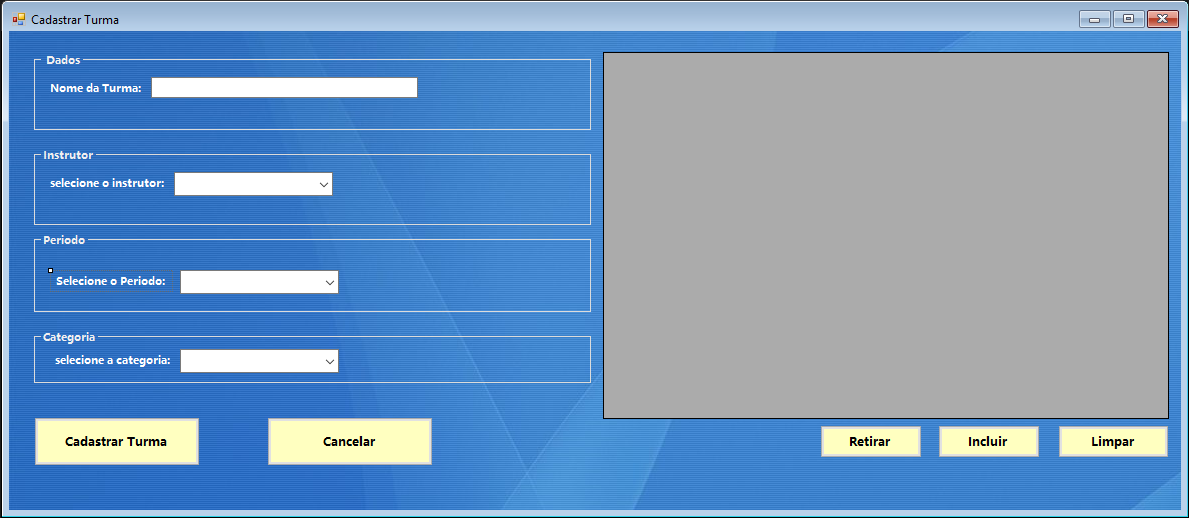 Cadastrar Turma
Dados
Nome da Turma:
Instrutor
selecione o instrutor:
Periodo
Selecione o Periodo:
Categoria
selecione a categoria:
Cadastrar Turma
Cancelar
Retirar
Incluir
Limpar